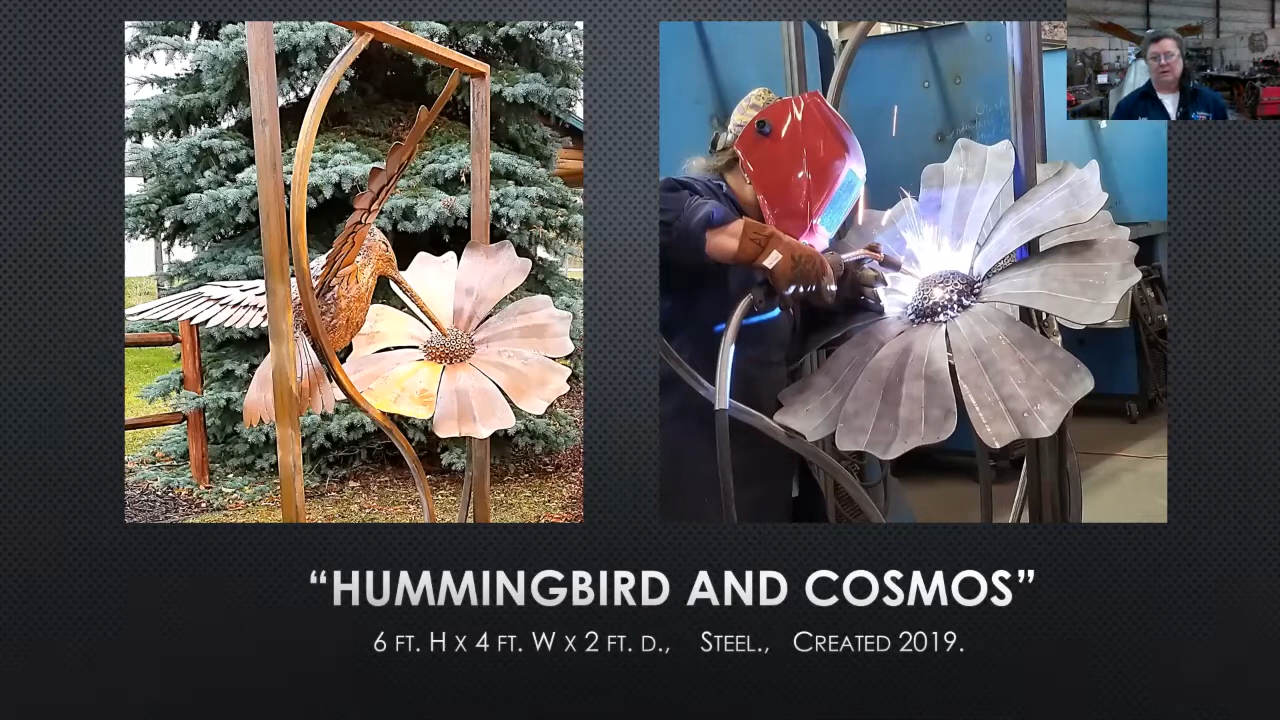 “HUMMINGBIRD AND COSMOS”
6 FT. H X 4 FT. W X 2 FT. D., STEEL., CREATED 2019.